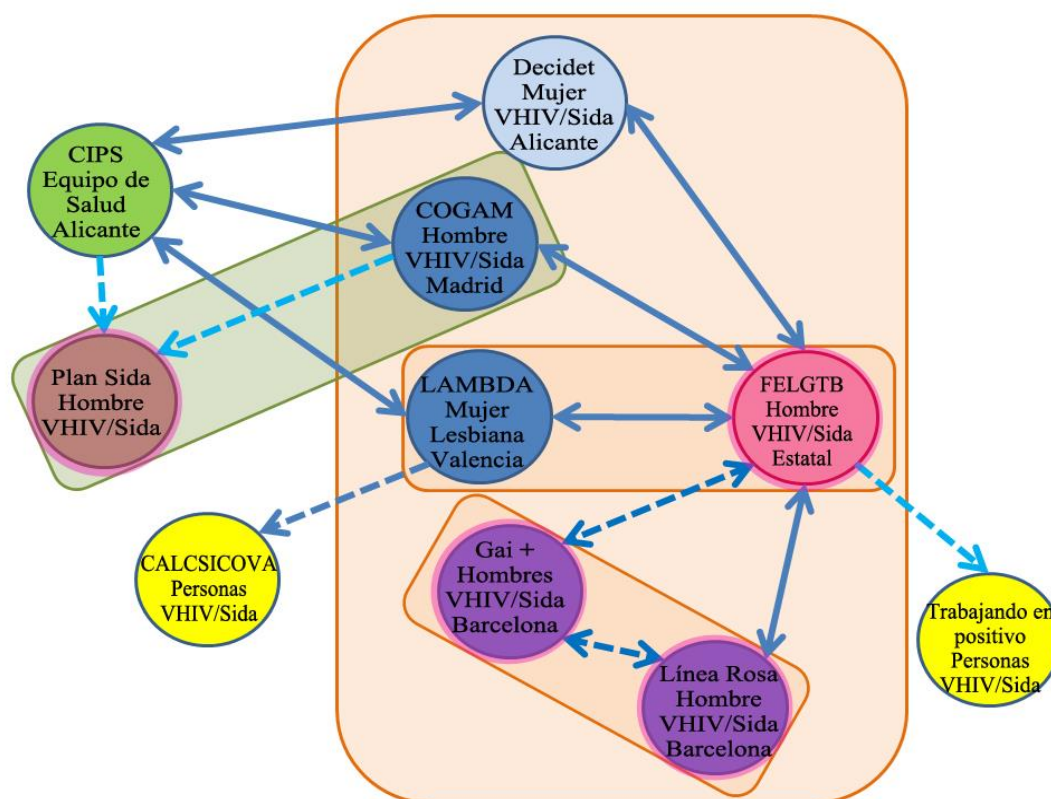 Decidet
Mujer
VHIV/Sida
Alicante
CIPS
Equipo de
Salud
Alicante
COGAM
Hombre
VHIV/Sida
Madrid
Plan Sida
Hombre
VHIV/Sida
LAMBDA
Mujer
Lesbiana
Valencia
FELGTB
Hombre
VHIV/Sida
Estatal
CALCSICOVA
Personas
VHIV/Sida
Gai +
Hombres
VHIV/Sida
Barcelona
Trabajando en
positivo
Personas
VHIV/Sida
Línea Rosa
Hombre
VHIV/Sida
Barcelona